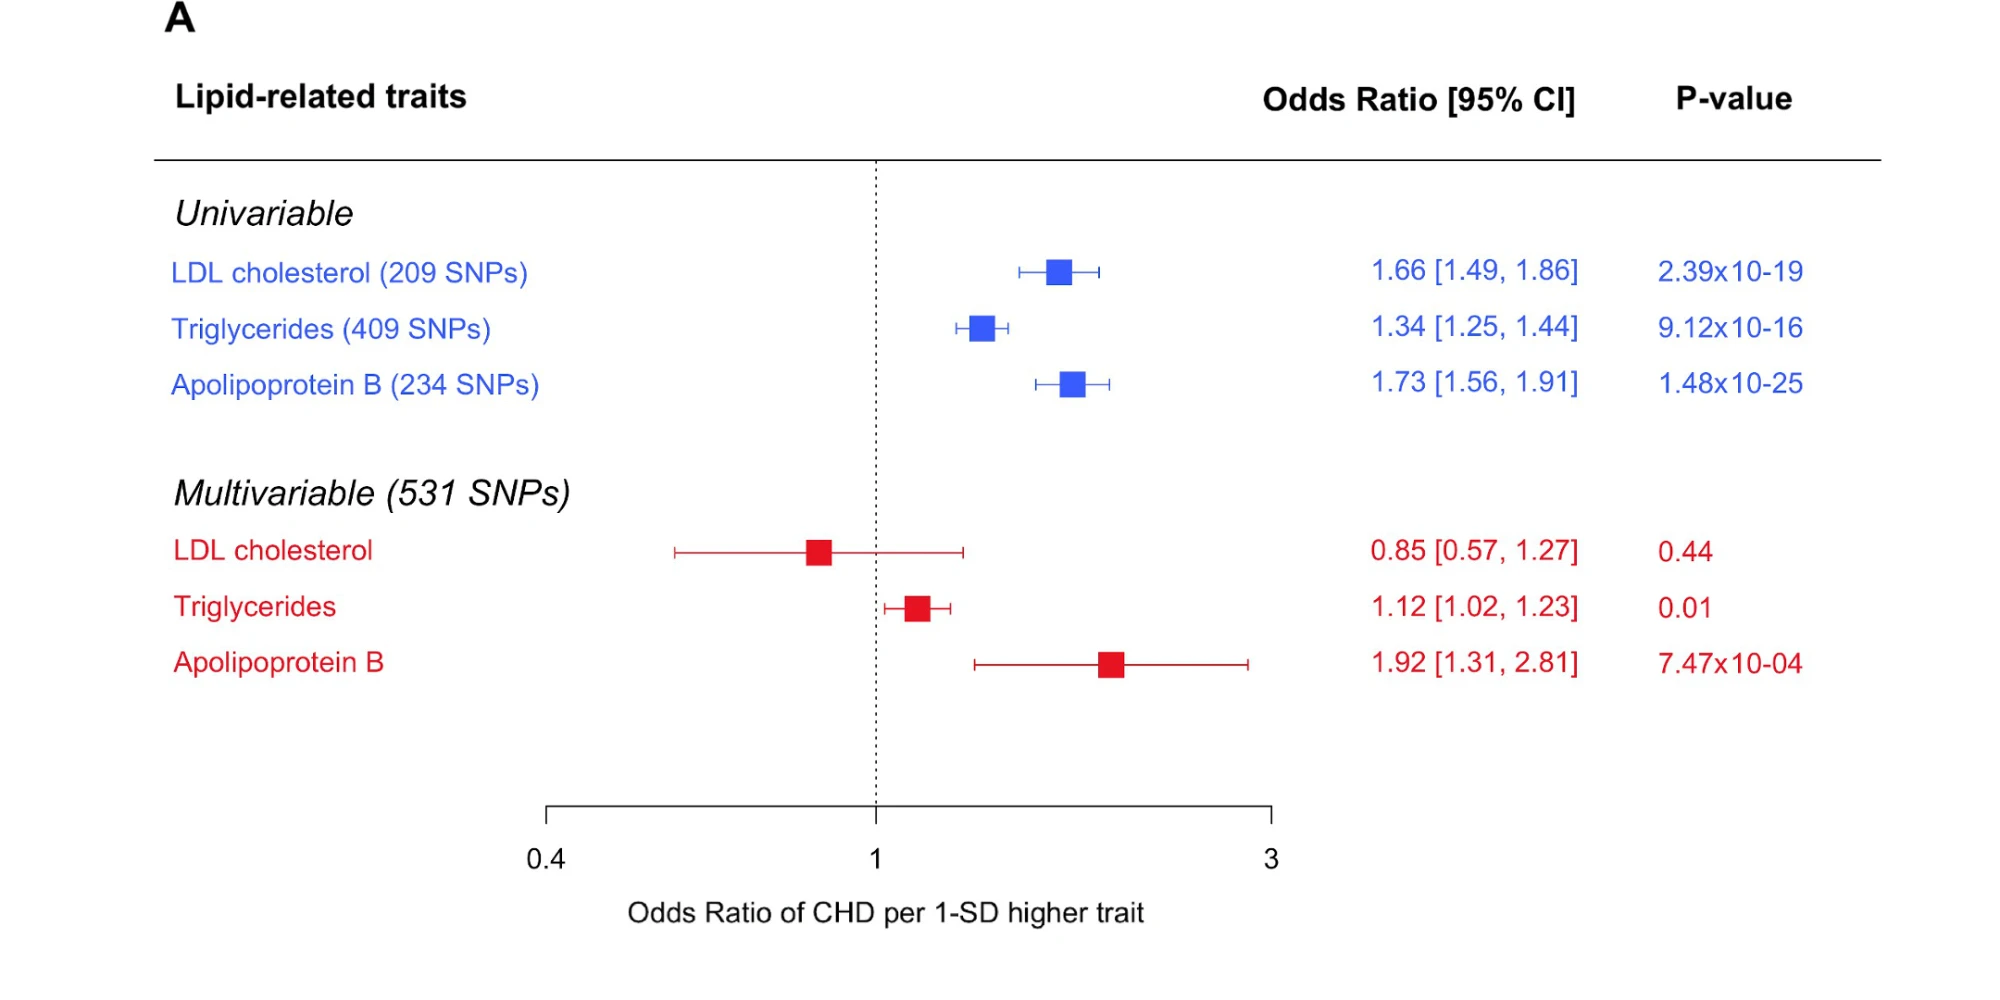 A
Lipid-related traits Odds Ratio [95% CI] P-value
Univariable
LDL cholesterol (209 SNPs) 1.66 [1.49, 1.86] 2.39x10-19
Triglycerides (409 SNPs) 1.34 [1.25, 1.44] 9.12x10-16
Apolipoprotein B (234 SNPs) 1.73 [1.56, 1.91] 1.48x10-25
Multivariable (531 SNPs)
LDL cholesterol 0.85 [0.57, 1.27] 0.44
Triglycerides 1.12 [1.02, 1.23] 0.01
Apolipoprotein B 1.92 [1.31, 2.81] 7.47x10-04
0.4 1 3
Odds Ratio of CHD per 1-SD higher trait